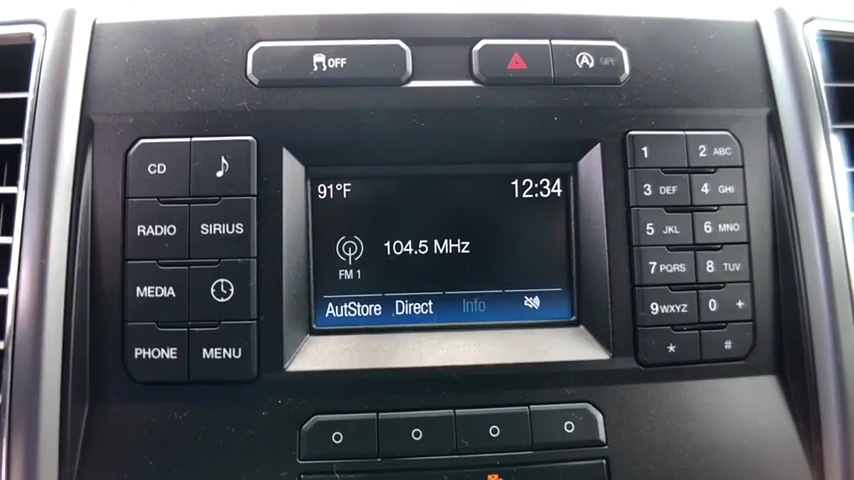 OFF
A OFF
CD
RADIO SIRIUS
MEDIA
PHONE MENU
91°F 12:34
104.5 MHz
FM 1
AutStore Direct Info
1 2 ABC
3 DEF 4 GHI
5 JKL 6 MNO
7 PQRS 8 TUV
9 WXYZ 0 +
* #